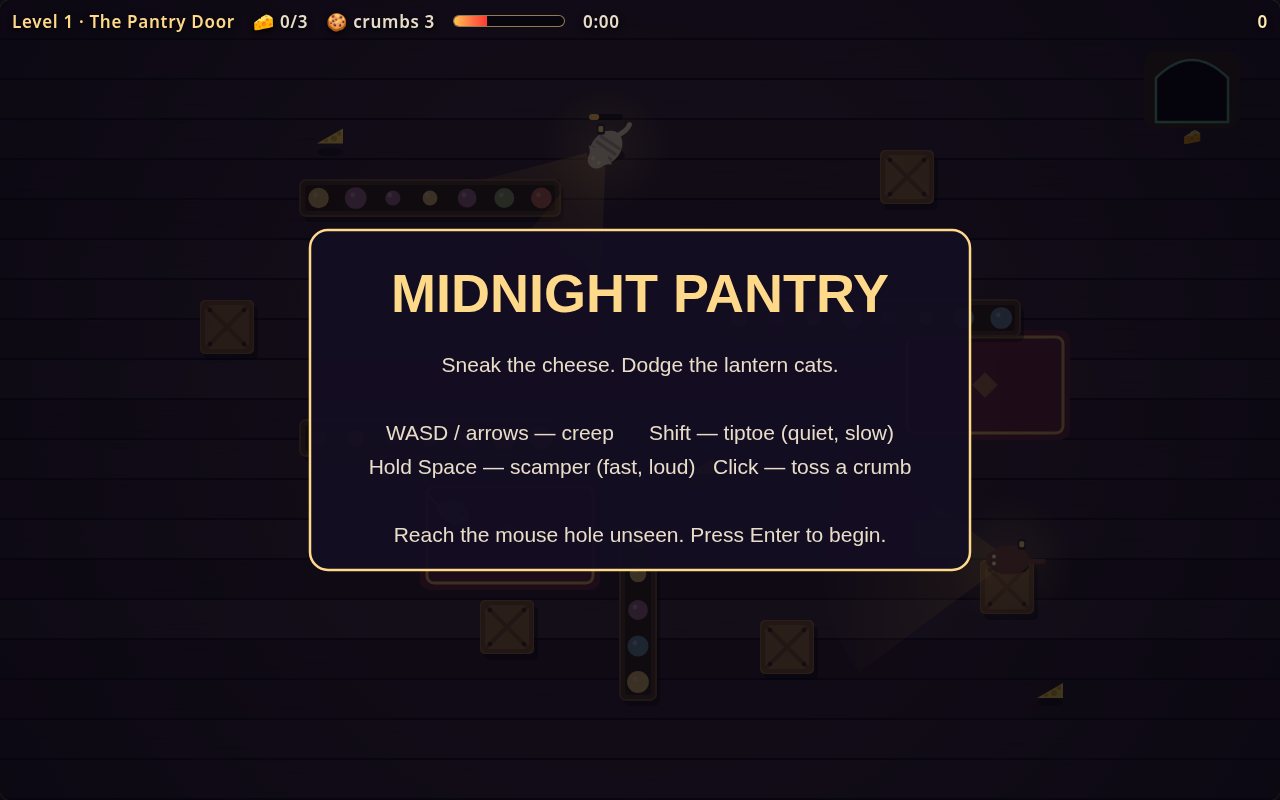 Level 1 · The Pantry Door 🧀 0/3 🍪 crumbs 3 0:00 0
MIDNIGHT PANTRY
Sneak the cheese. Dodge the lantern cats.
WASD / arrows — creep Shift — tiptoe (quiet, slow)
Hold Space — scamper (fast, loud) Click — toss a crumb
Reach the mouse hole unseen. Press Enter to begin.